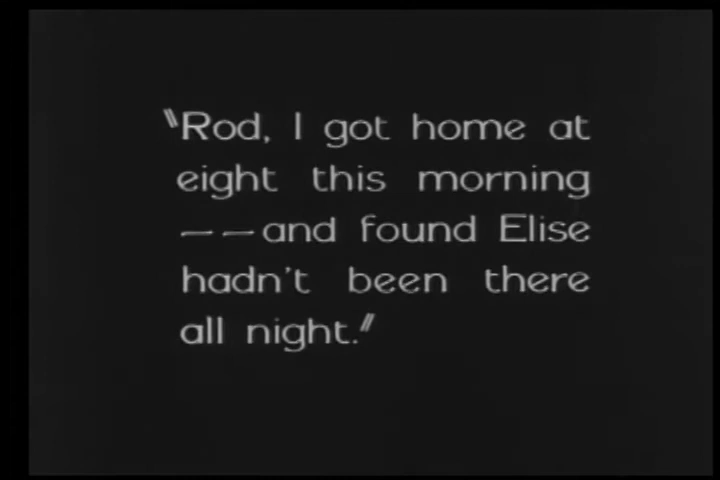 "Rod, I got home at
eight this morning
——and found Elise
hadn't been there
all night."